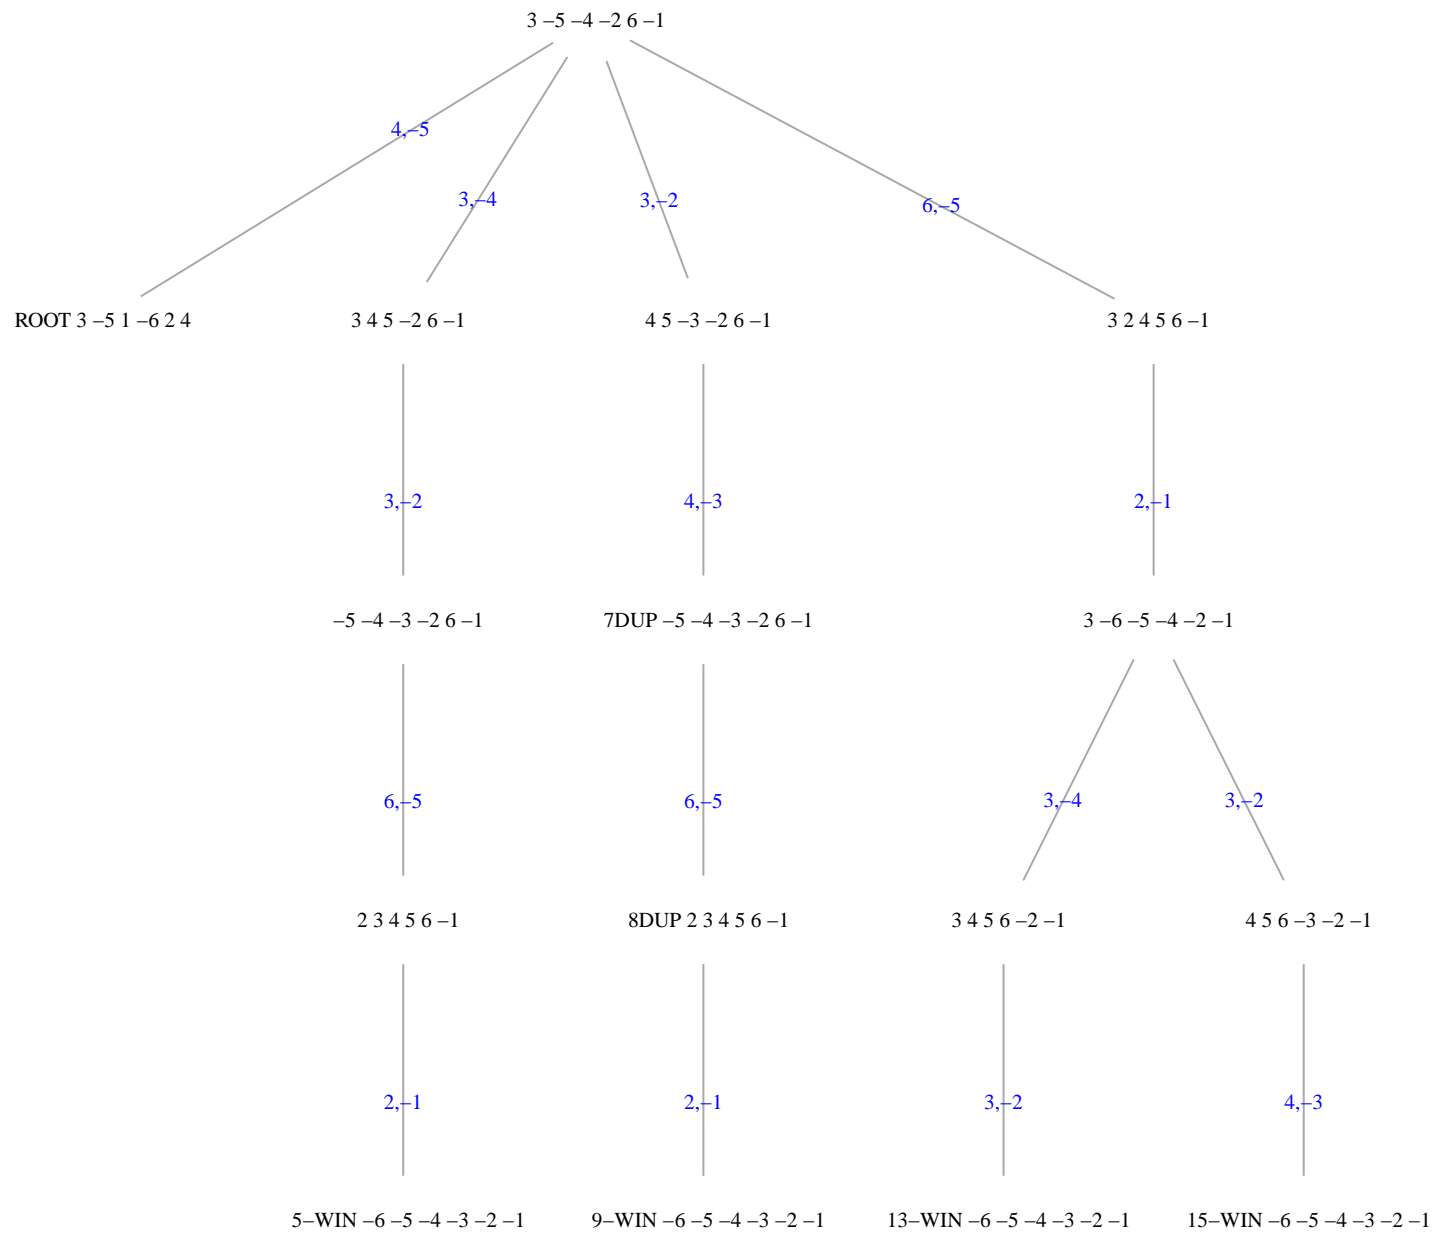 3 –5 –4 –2 6 –1
4,–5
3,–4
3,–2
6,–5
ROOT 3 –5 1 –6 2 4
3 4 5 –2 6 –1
4 5 –3 –2 6 –1
3 2 4 5 6 –1
3,–2
4,–3
2,–1
–5 –4 –3 –2 6 –1
7DUP –5 –4 –3 –2 6 –1
3 –6 –5 –4 –2 –1
6,–5
6,–5
3,–4
3,–2
2 3 4 5 6 –1
8DUP 2 3 4 5 6 –1
3 4 5 6 –2 –1
4 5 6 –3 –2 –1
2,–1
2,–1
3,–2
4,–3
5–WIN –6 –5 –4 –3 –2 –1
9–WIN –6 –5 –4 –3 –2 –1
13–WIN –6 –5 –4 –3 –2 –1
15–WIN –6 –5 –4 –3 –2 –1